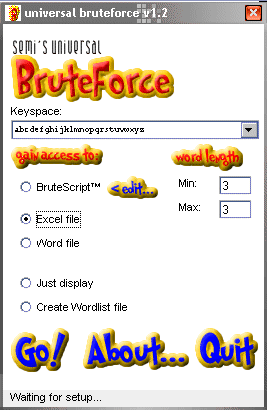 universal bruteforce v1.2
semi's universal
BruteForce
Keyspace:
abcdefghijklmnopqrstuvwxyz
gain access to:
word length
BruteScript™
< edit...
Min: 3
Excel file
Max: 3
Word file
Just display
Create Wordlist file
Go! About... Quit
Waiting for setup...